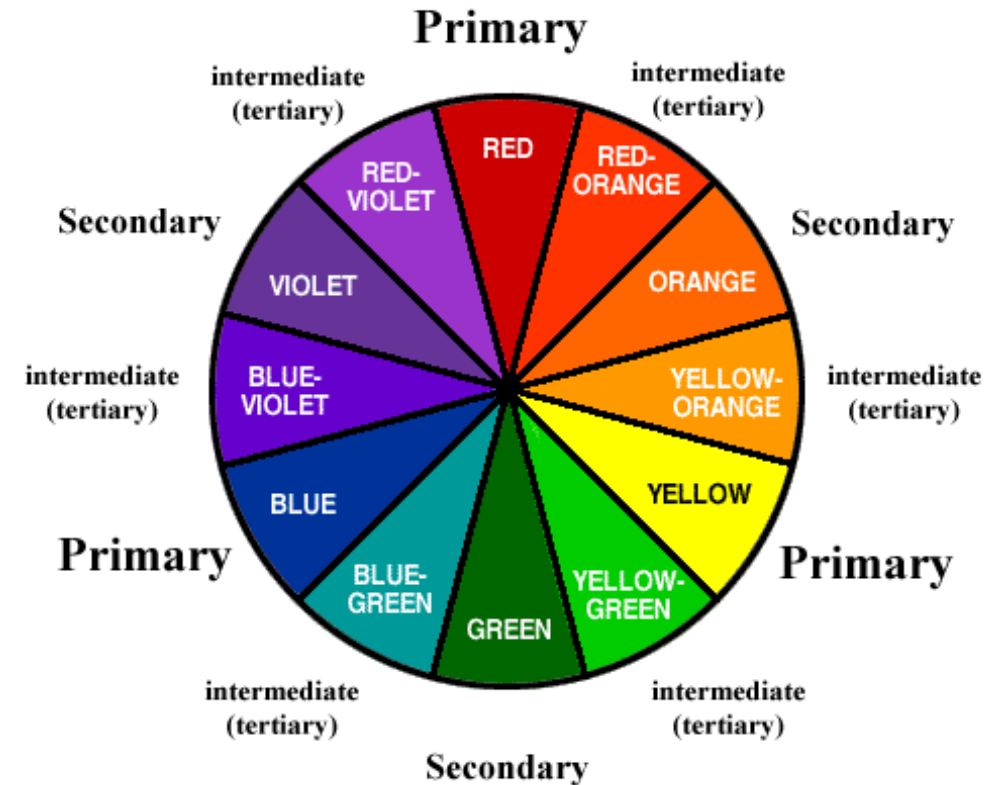 Primary
intermediate
(tertiary)
intermediate
(tertiary)
RED
RED-
ORANGE
RED-
VIOLET
Secondary
Secondary
ORANGE
VIOLET
intermediate
(tertiary)
BLUE-
VIOLET
YELLOW-
ORANGE
intermediate
(tertiary)
BLUE
YELLOW
Primary
Primary
BLUE-
GREEN
GREEN
YELLOW-
GREEN
intermediate
(tertiary)
intermediate
(tertiary)
Secondary